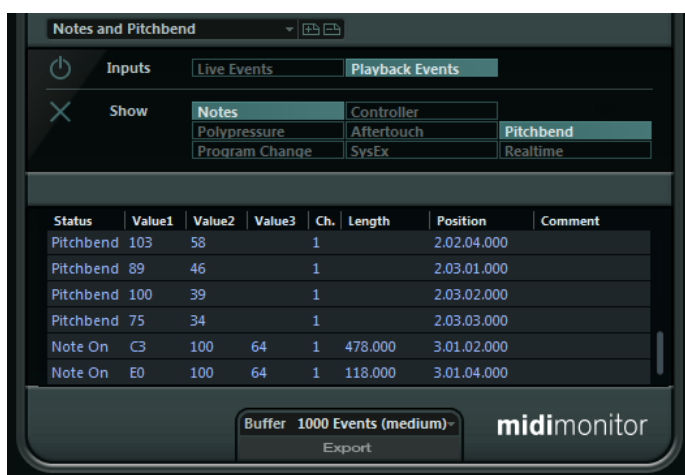 Notes and Pitchbend
Inputs Live Events Playback Events
Show Notes Controller
Polypressure Aftertouch Pitchbend
Program Change SysEx Realtime
Status Value1 Value2 Value3 Ch. Length Position Comment
Pitchbend 103 58 1 2.02.04.000
Pitchbend 89 46 1 2.03.01.000
Pitchbend 100 39 1 2.03.02.000
Pitchbend 75 34 1 2.03.03.000
Note On C3 100 64 1 478.000 3.01.02.000
Note On E0 100 64 1 118.000 3.01.04.000
Buffer 1000 Events (medium)
Export
midimonitor